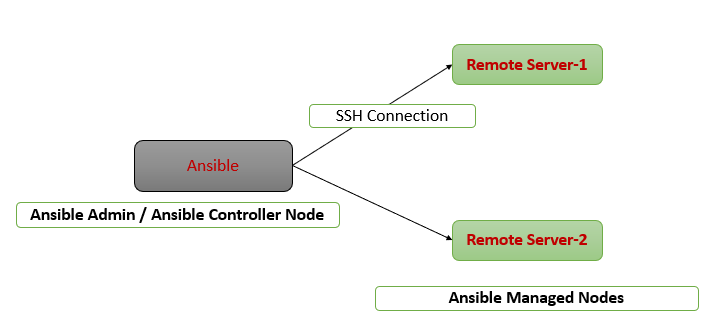 Remote Server-1
SSH Connection
Ansible
Ansible Admin / Ansible Controller Node
Remote Server-2
Ansible Managed Nodes